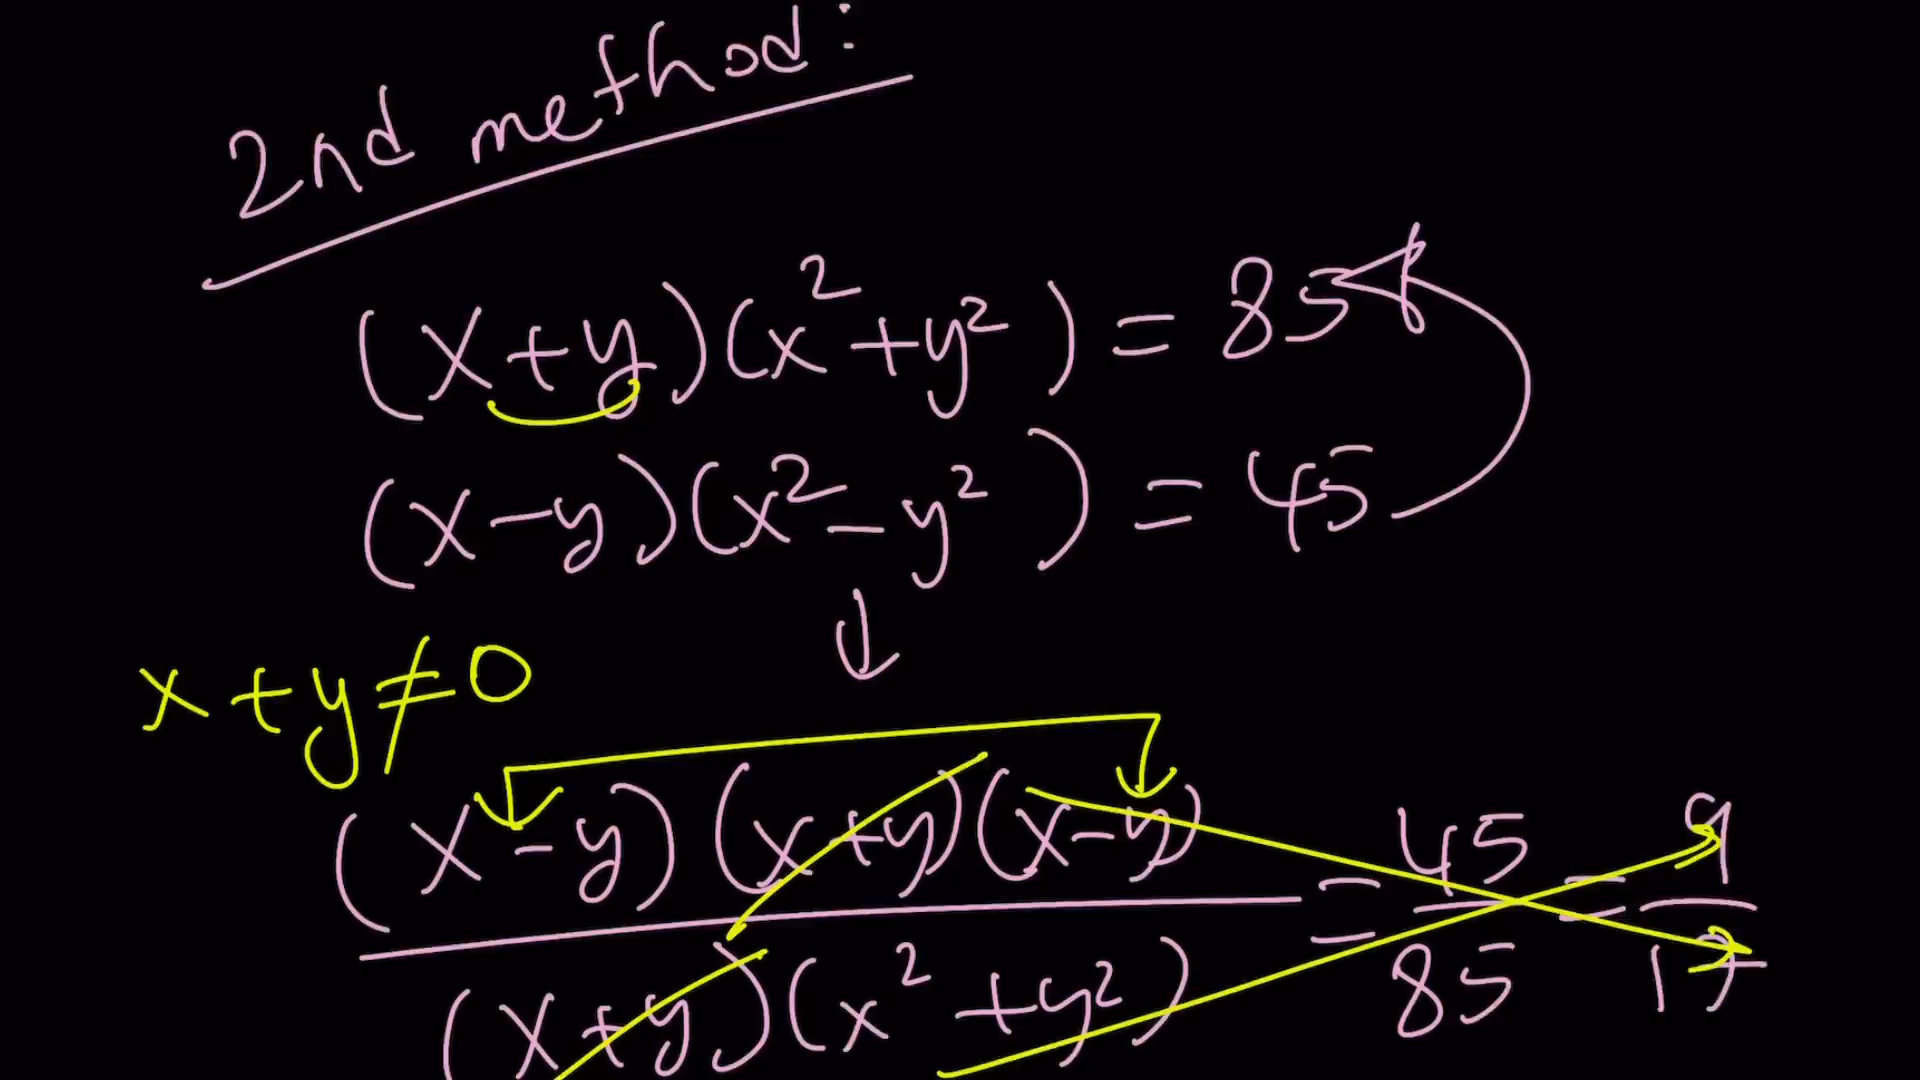 2nd method:
(x+y)(x²+y²) = 85
(x-y)(x²-y²) = 45
x+y≠0
(x-y)(x+y)(x-y) = 45 = 9
(x+y)(x²+y²) 85 17